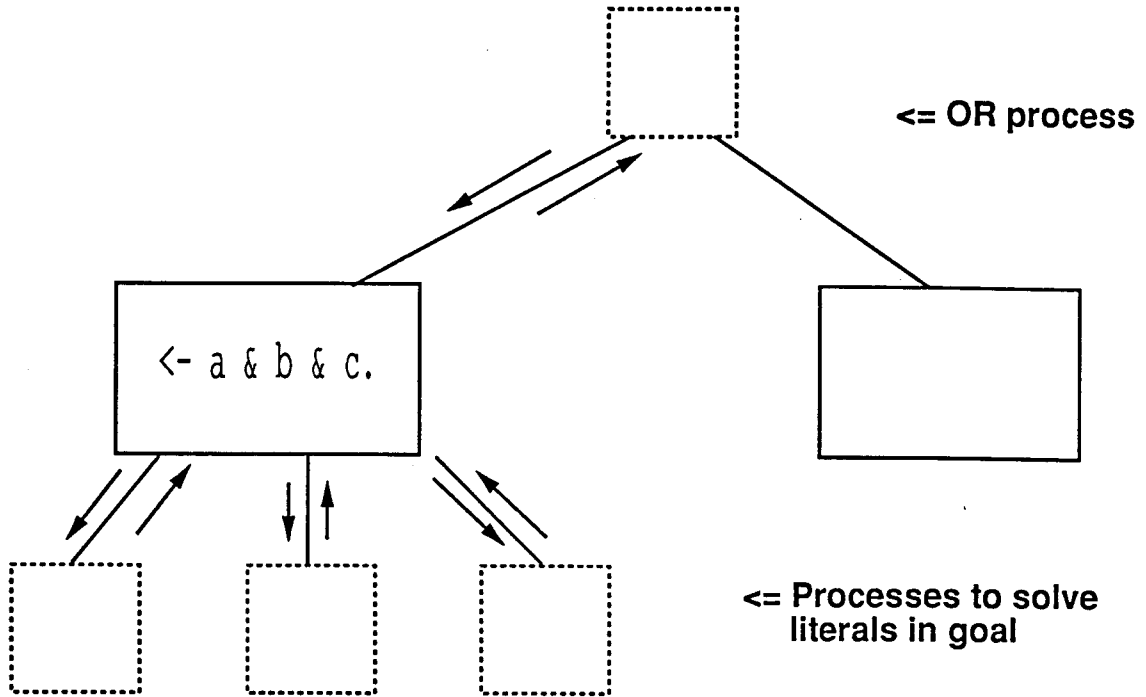 <= OR process
<- a & b & c.
<= Processes to solve
literals in goal